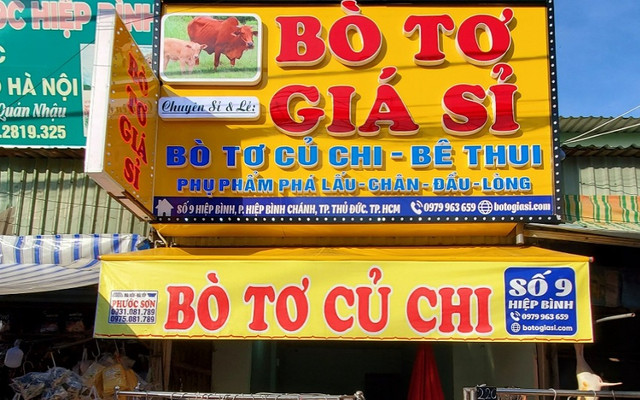 ỐC HIỆP BÌNH
HÀ NỘI
Quán Nhậu
.2819.325
BÒ TƠ GIÁ SỈ
BÒ TƠ
Chuyên Sỉ & Lẻ:
GIÁ SỈ
BÒ TƠ CỦ CHI - BÊ THUI
PHỤ PHẨM PHÁ LẤU - CHÂN - ĐẦU - LÒNG
SỐ 9 HIỆP BÌNH, P. HIỆP BÌNH CHÁNH, TP. THỦ ĐỨC. TP. HCM 0979 963 659 botogiasi.com
PHƯỚC SƠN
0931.081.789
0975.081.789
BÒ TƠ CỦ CHI
SỐ 9
HIỆP BÌNH
0979 963 659
botogiasi.com